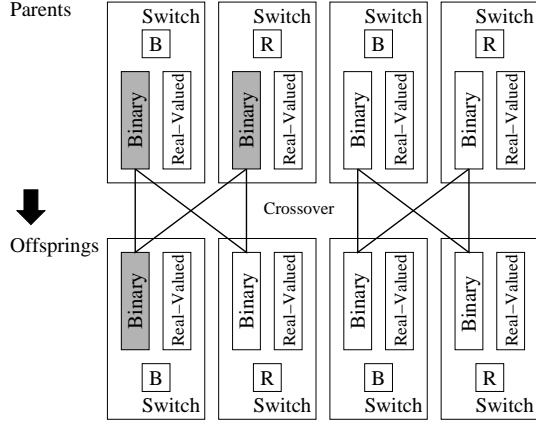 Parents
Switch Switch Switch Switch
B R B R
Binary Real-Valued Binary Real-Valued Binary Real-Valued Binary Real-Valued
Crossover
Offsprings
Binary Real-Valued Binary Real-Valued Binary Real-Valued Binary Real-Valued
B R B R
Switch Switch Switch Switch